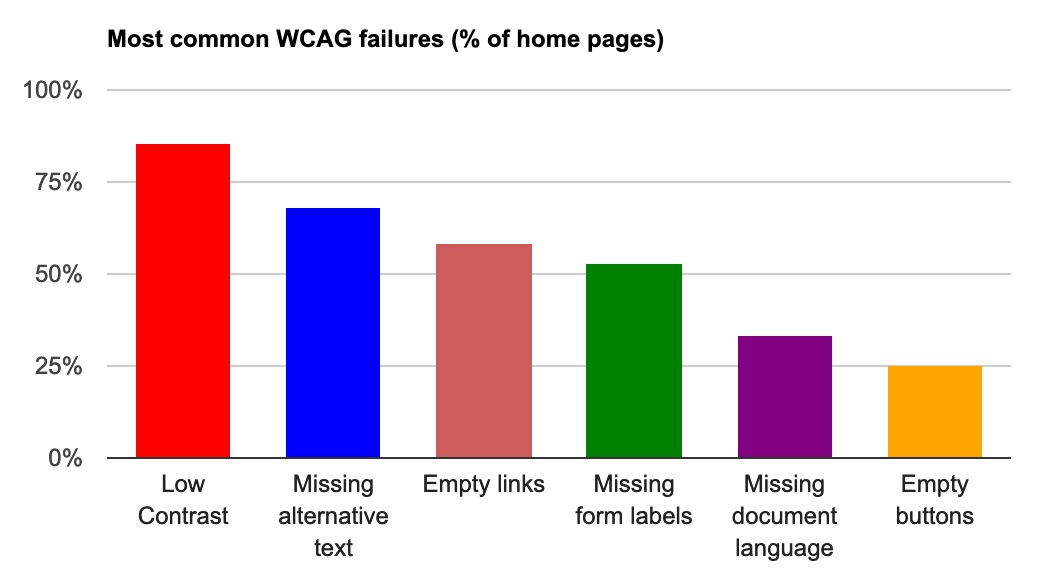 Most common WCAG failures (% of home pages)
100%
75%
50%
25%
0%
Low
Contrast
Missing
alternative
text
Empty links
Missing
form labels
Missing
document
language
Empty
buttons